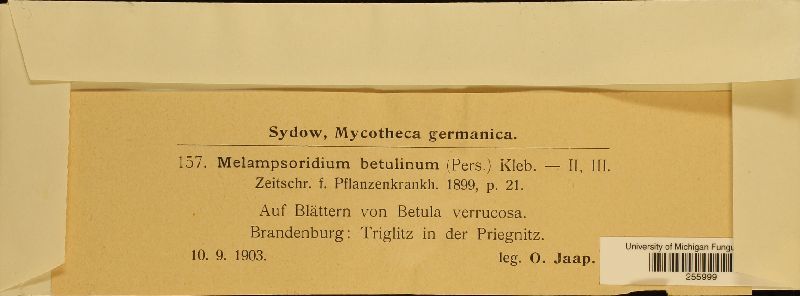 Sydow, Mycotheca germanica.
157. Melampsoridium betulinum (Pers.) Kleb. — II, III.
Zeitschr. f. Pflanzenkrankh. 1899, p. 21.
Auf Blättern von Betula verrucosa.
Brandenburg: Triglitz in der Priegnitz.
10. 9. 1903. leg. O. Jaap.
University of Michigan Fungu
255999